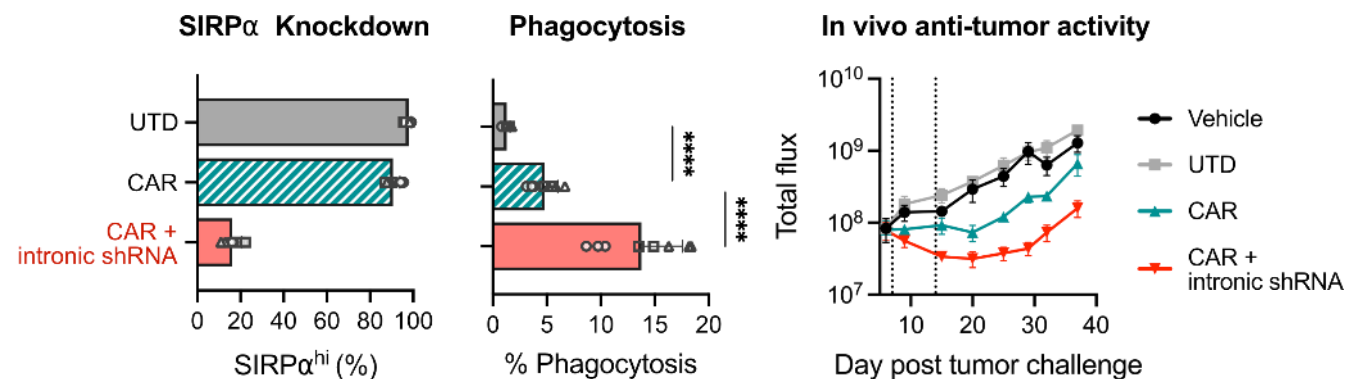 SIRPα Knockdown
UTD
CAR
CAR +
intronic shRNA
0 20 40 60 80 100
SIRPαhi (%)
Phagocytosis
****
****
0 5 10 15 20
% Phagocytosis
In vivo anti-tumor activity
Total flux
10^10
10^9
10^8
10^7
10 20 30 40
Day post tumor challenge
Vehicle
UTD
CAR
CAR +
intronic shRNA